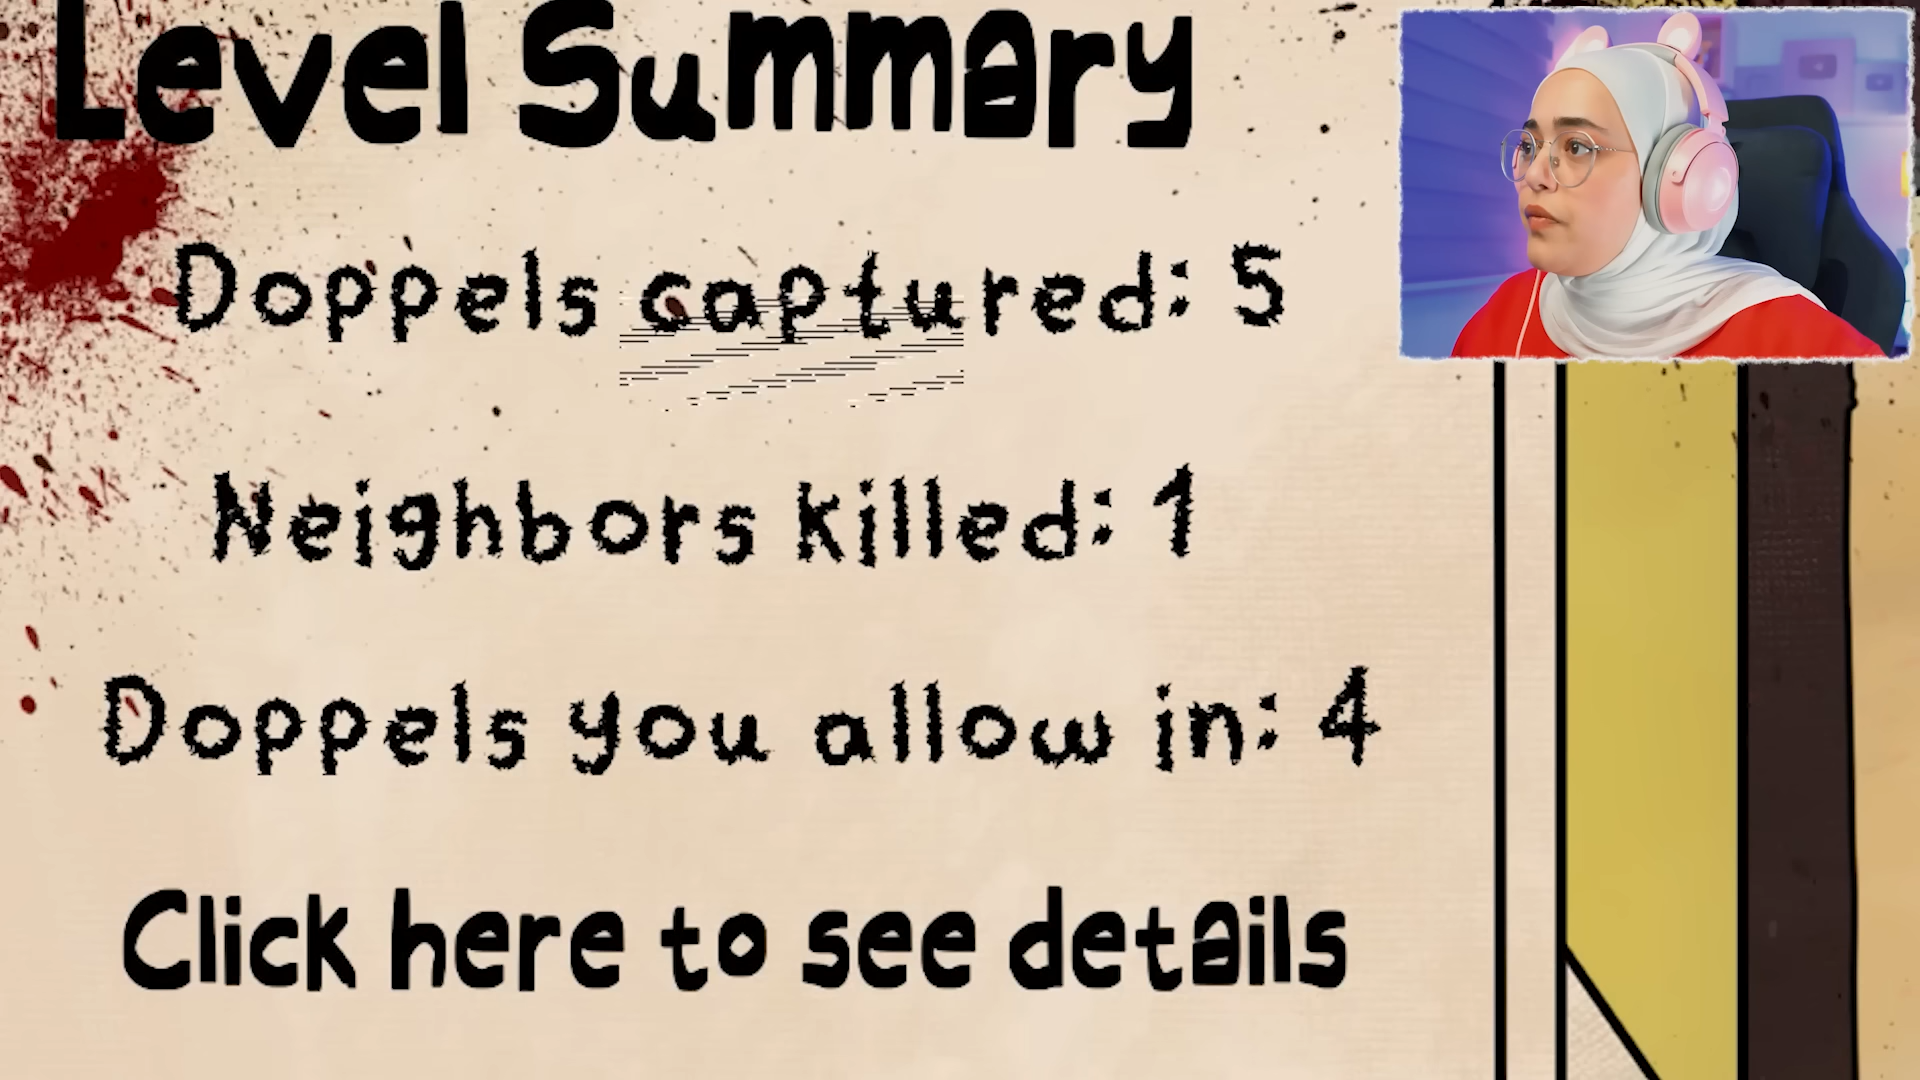 Level Summary
Doppels captured: 5
Neighbors killed: 1
Doppels you allow in: 4
Click here to see details